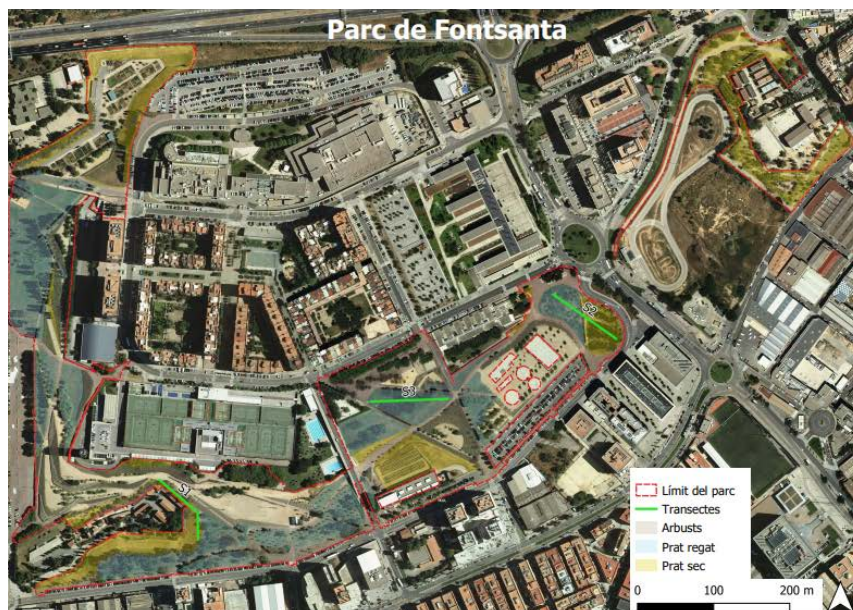 Parc de Fontsanta
S2
S3
S1
Límit del parc
Transectes
Arbusts
Prat regat
Prat sec
0 100 200 m